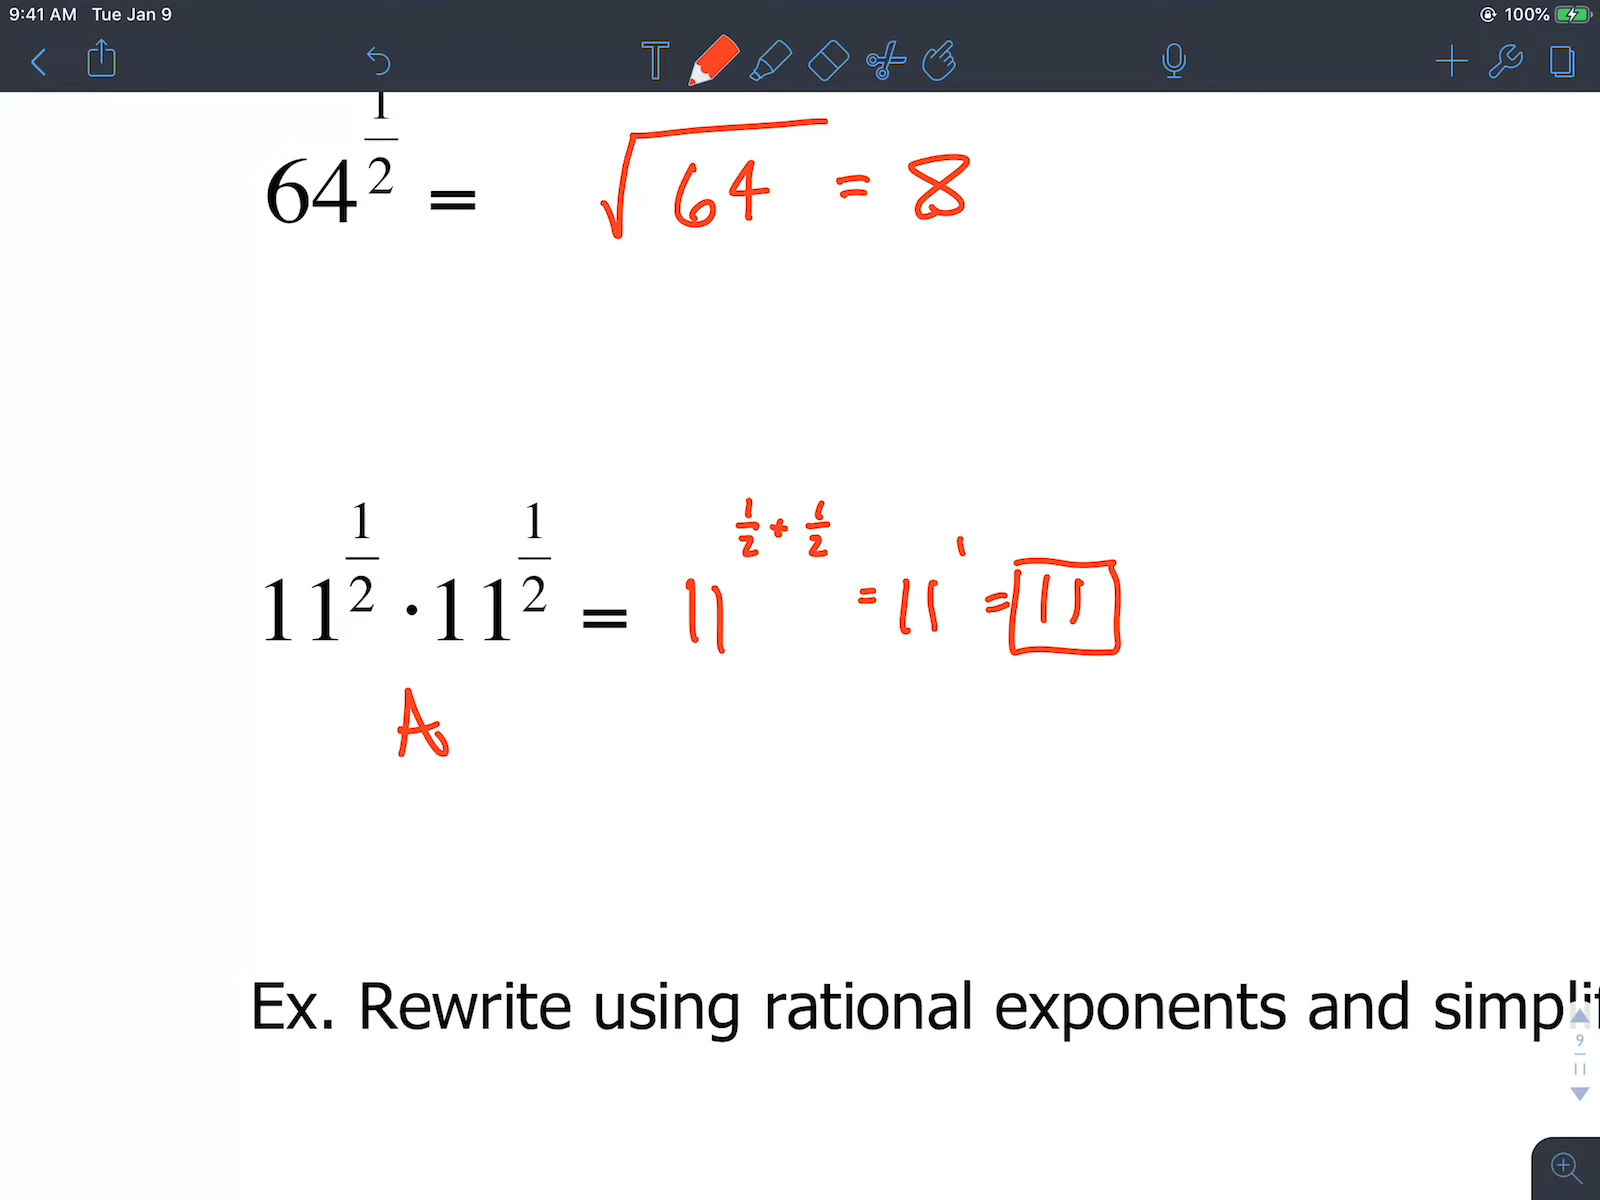 9:41 AM Tue Jan 9 100%
T
64^(1/2) = √64 = 8
11^(1/2) · 11^(1/2) = 11^(1/2 + 1/2) = 11^1 = 11
A
Ex. Rewrite using rational exponents and simplif
9
11